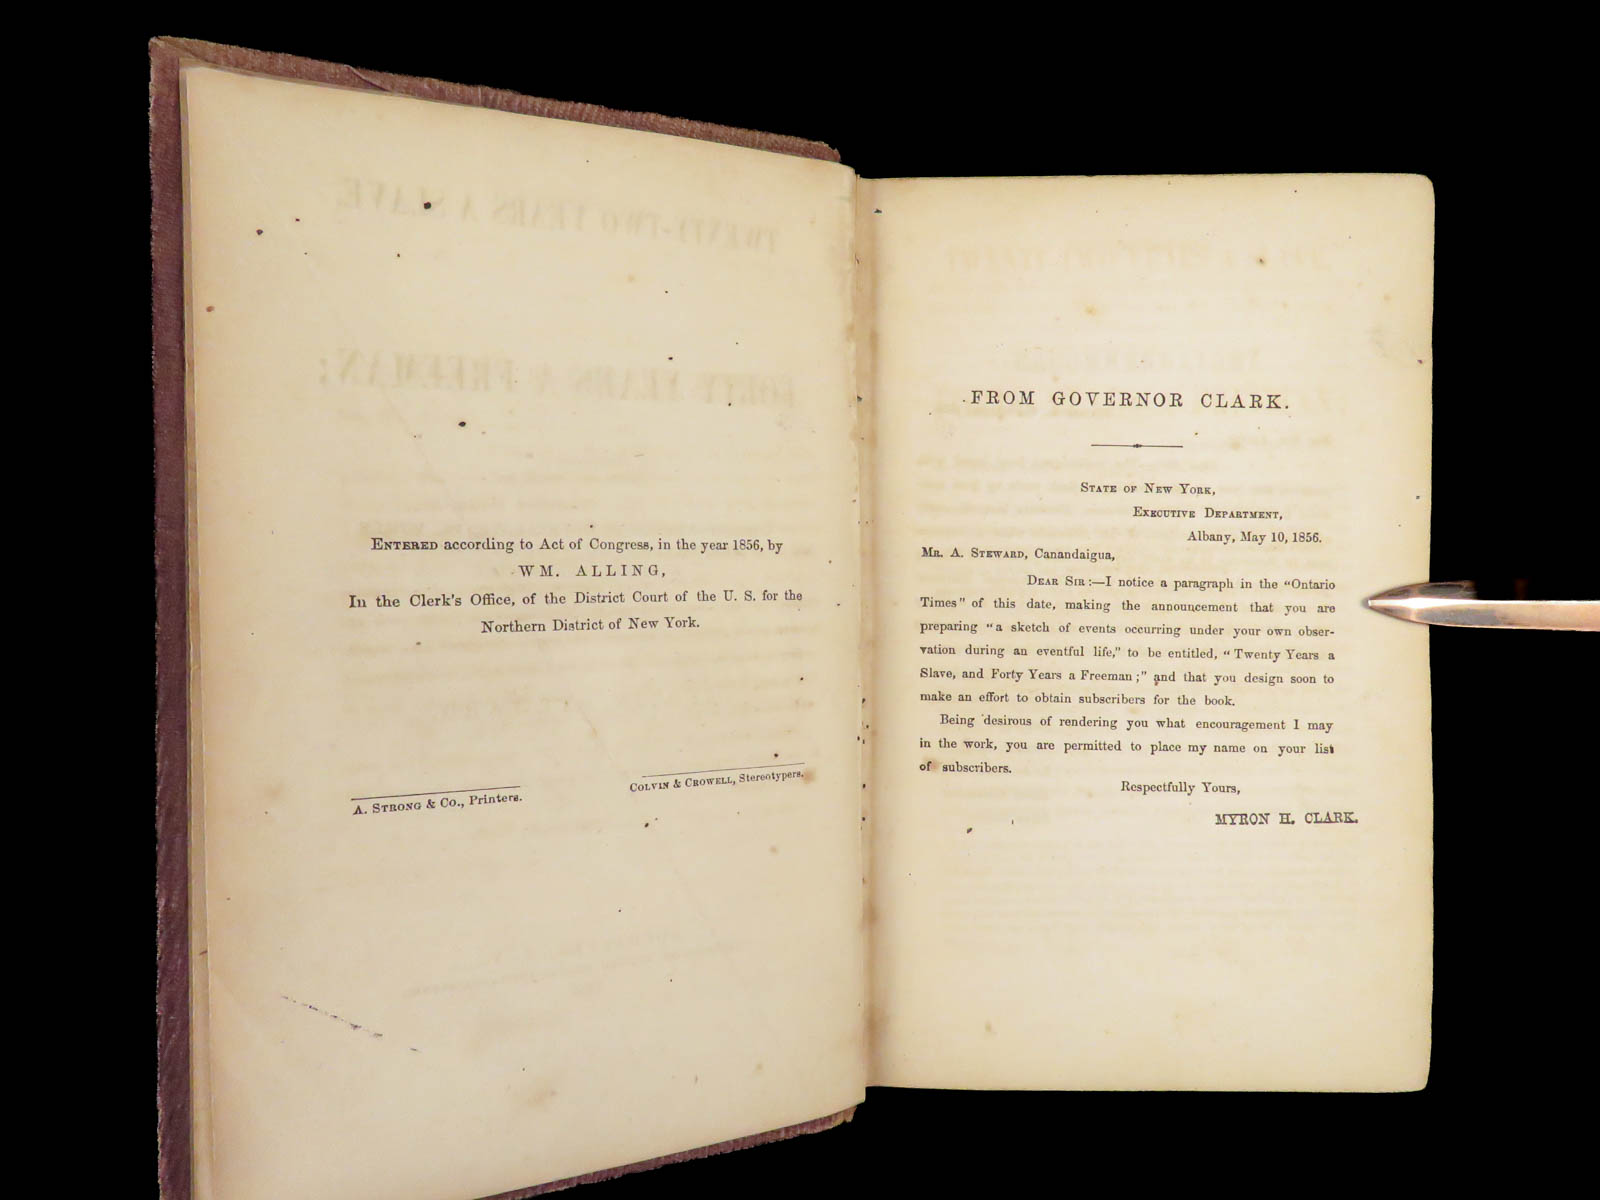 ENTERED according to Act of Congress, in the year 1856, by
WM. ALLING,
In the Clerk's Office, of the District Court of the U. S. for the
Northern District of New York.
A. STRONG & CO., Printers.
COLVIN & CROWELL, Stereotypers.
FROM GOVERNOR CLARK.
STATE OF NEW YORK,
EXECUTIVE DEPARTMENT,
Albany, May 10, 1856.
MR. A. STEWARD, Canandaigua,
DEAR SIR:—I notice a paragraph in the "Ontario
Times" of this date, making the announcement that you are
preparing "a sketch of events occurring under your own obser-
vation during an eventful life," to be entitled, "Twenty Years a
Slave, and Forty Years a Freeman;" and that you design soon to
make an effort to obtain subscribers for the book.
Being desirous of rendering you what encouragement I may
in the work, you are permitted to place my name on your list
of subscribers.
Respectfully Yours,
MYRON H. CLARK.